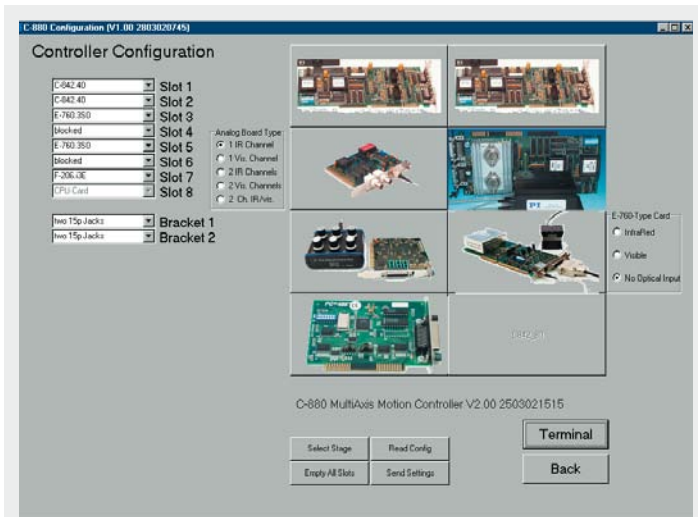 C-880 Configuration (V1.00 2803020745)
Controller Configuration
C-842.40 Slot 1
C-842.40 Slot 2
E-760.3S0 Slot 3
blocked Slot 4
E-760.3S0 Slot 5
blocked Slot 6
F-206.i3E Slot 7
CPU-Card Slot 8
two 15p Jacks Bracket 1
two 15p Jacks Bracket 2
Analog Board Type
1 IR Channel
1 Vis. Channel
2 IR Channels
2 Vis. Channels
2 Ch. IR/vis.
PI
E-760-Type Card
InfraRed
Visible
No Optical Input
C-880 MultiAxis Motion Controller V2.00 2503021515
Select Stage Read Config
Empty All Slots Send Settings
Terminal
Back